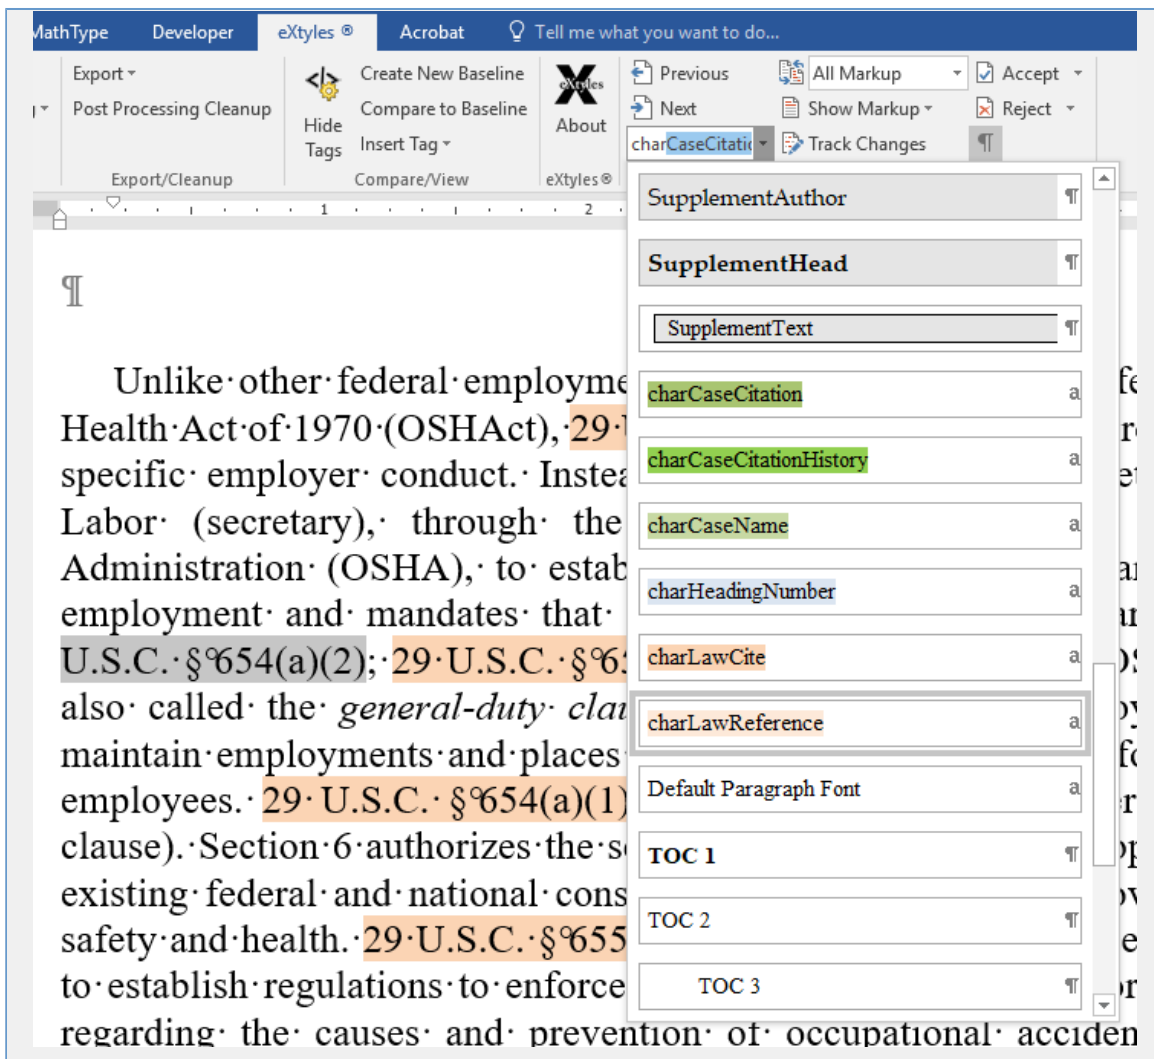 MathType Developer eXtyles ® Acrobat Tell me what you want to do...
Export
Post Processing Cleanup
Export/Cleanup
Hide
Tags
Create New Baseline
Compare to Baseline
Insert Tag
Compare/View
eXtyles
About
eXtyles®
Previous
Next
charCaseCitatic
All Markup
Show Markup
Track Changes
Accept
Reject
¶
1 2
SupplementAuthor ¶
SupplementHead ¶
SupplementText ¶
charCaseCitation a
charCaseCitationHistory a
charCaseName a
charHeadingNumber a
charLawCite a
charLawReference a
Default Paragraph Font a
TOC 1 ¶
TOC 2 ¶
TOC 3 ¶
¶
Unlike·other·federal·employme
Health·Act·of·1970·(OSHAct),·29·
specific· employer· conduct.· Instea
Labor· (secretary),· through· the
Administration· (OSHA),· to· estab
employment· and· mandates· that·
U.S.C.·§°654(a)(2);·29·U.S.C.·§°6
also· called· the· general-duty· clau
maintain·employments·and·places
employees.· 29· U.S.C.· §°654(a)(1)
clause).·Section·6·authorizes·the·s
existing·federal·and·national·cons
safety·and·health.·29·U.S.C.·§°655
to·establish·regulations·to·enforce
regarding· the· causes· and· prevention· of· occupational· acciden